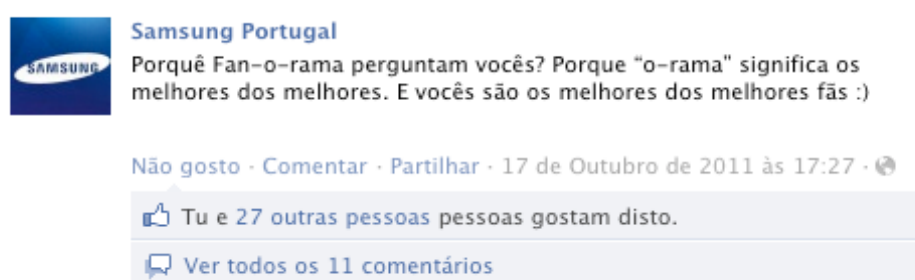 SAMSUNG
Samsung Portugal
Porquê Fan-o-rama perguntam vocês? Porque “o-rama” significa os
melhores dos melhores. E vocês são os melhores dos melhores fãs :)
Não gosto · Comentar · Partilhar · 17 de Outubro de 2011 às 17:27 ·
Tu e 27 outras pessoas pessoas gostam disto.
Ver todos os 11 comentários